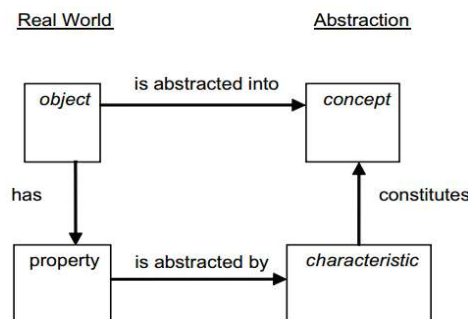 Real World
Abstraction
is abstracted into
object
concept
has
constitutes
property
is abstracted by
characteristic